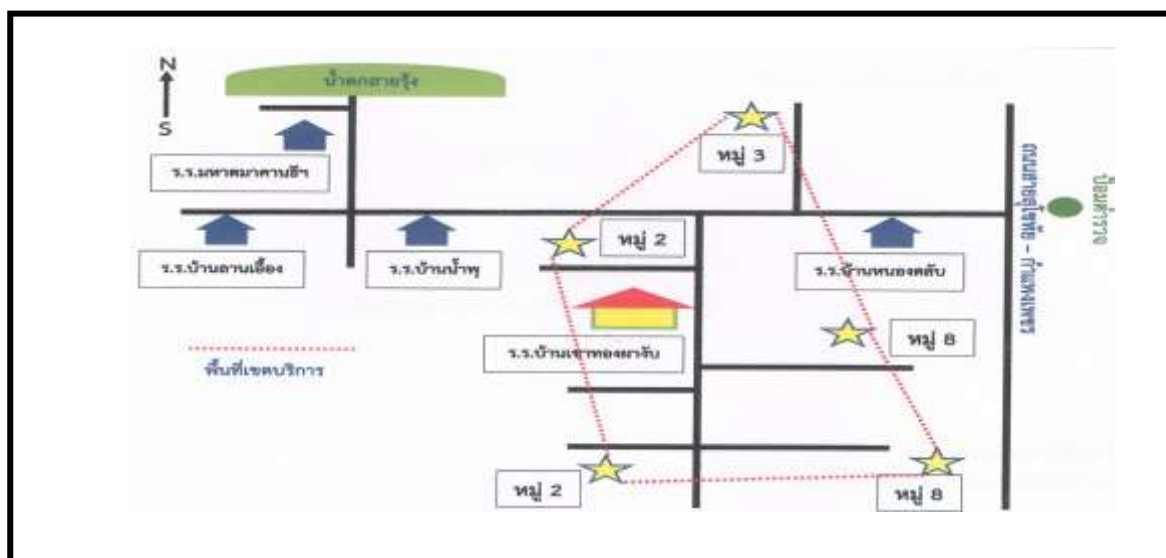 N
น้ำตกสายรุ้ง
S
หมู่ 3
ร.ร.มหาตมาคานธีฯ
ถนนสายสุโขทัย - กำแพงเพชร
ป้อมตำรวจ
หมู่ 2
ร.ร.บ้านลานเอื้อง
ร.ร.บ้านน้ำพุ
ร.ร.บ้านหนองตลับ
หมู่ 8
ร.ร.บ้านเขาทองผางับ
พื้นที่เขตบริการ
หมู่ 2
หมู่ 8